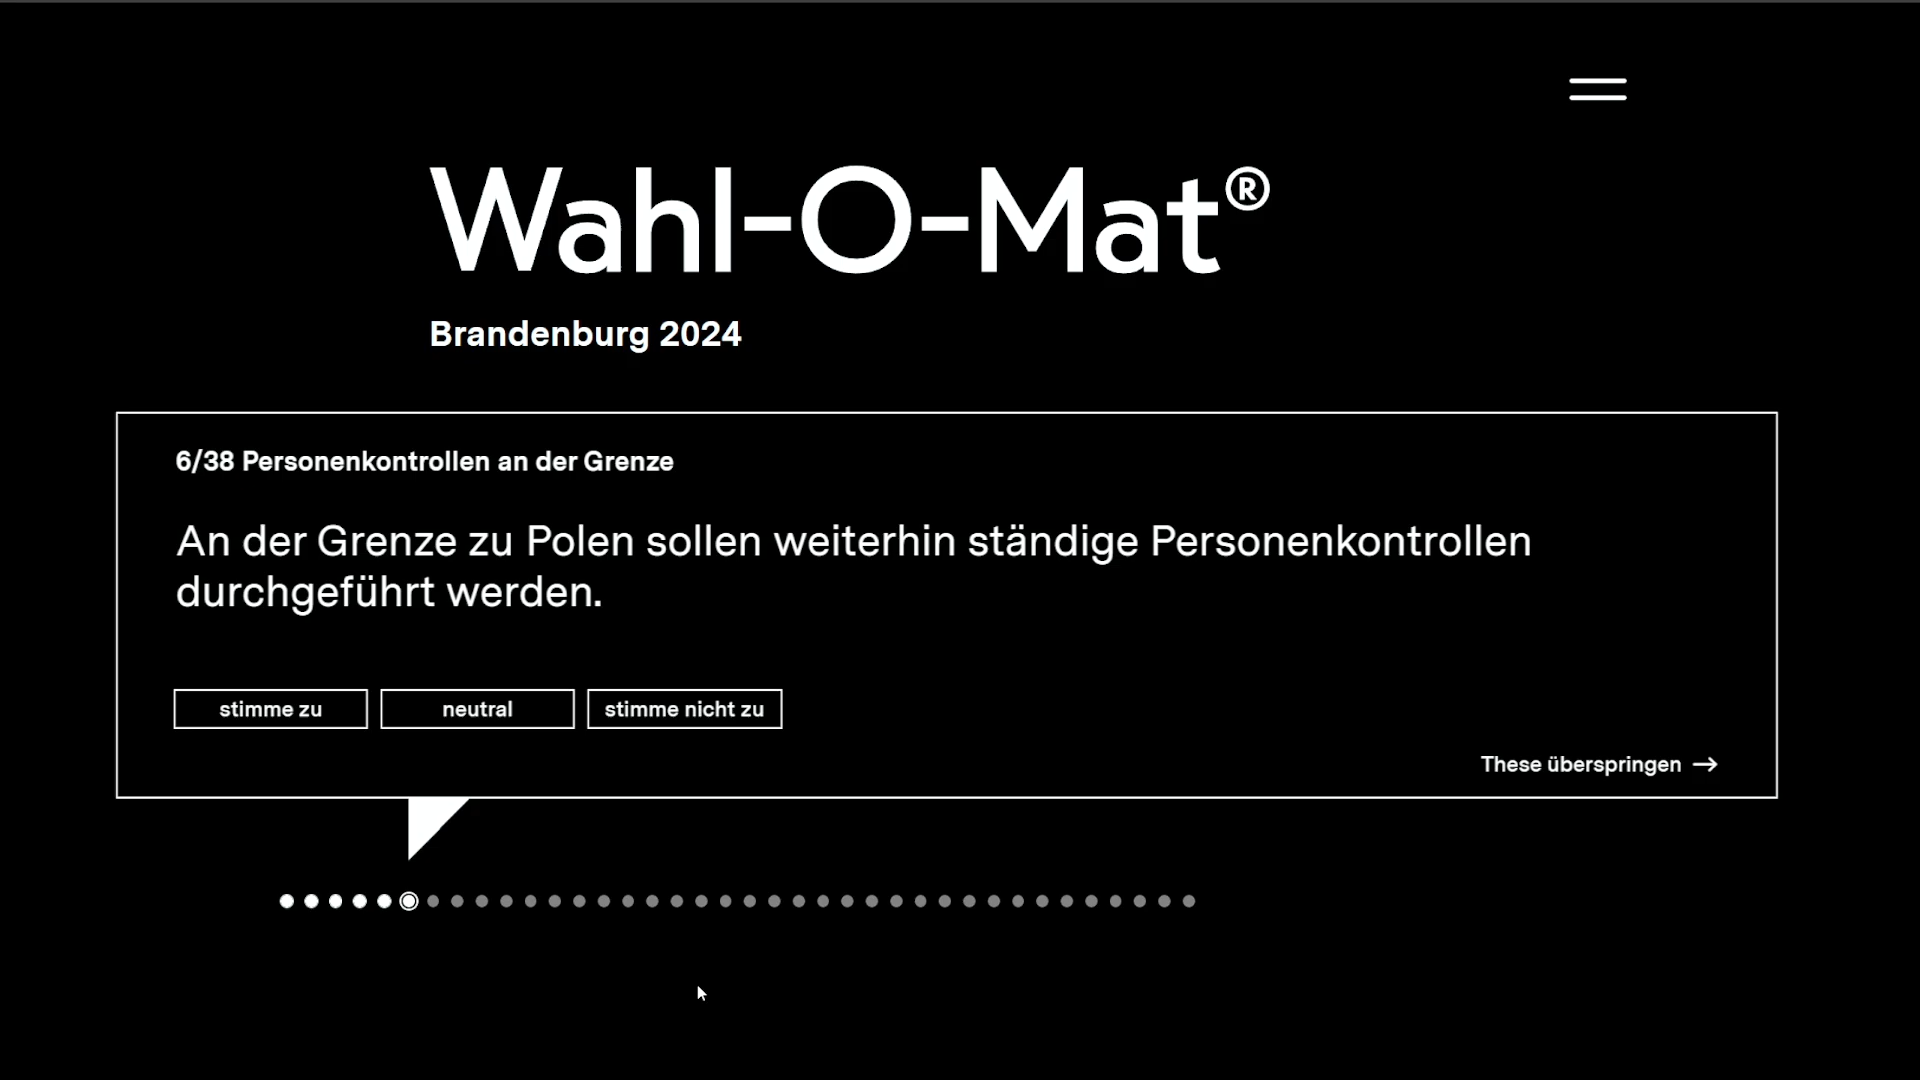 Wahl-O-Mat®
Brandenburg 2024
6/38 Personenkontrollen an der Grenze
An der Grenze zu Polen sollen weiterhin ständige Personenkontrollen
durchgeführt werden.
stimme zu
neutral
stimme nicht zu
These überspringen →